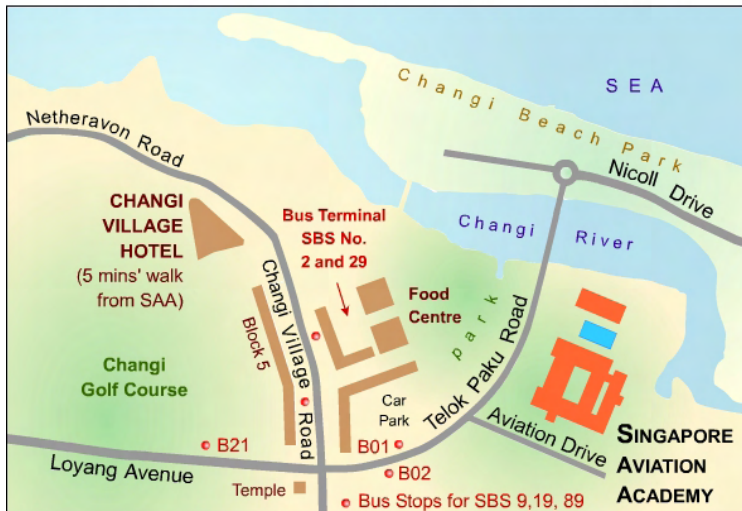 SEA
Changi Beach Park
Nicoll Drive
Netheravon Road
Changi River
CHANGI
VILLAGE
HOTEL
(5 mins' walk
from SAA)
Bus Terminal
SBS No.
2 and 29
Changi Village Road
Food
Centre
park
Block 5
Telok Paku Road
Changi
Golf Course
Car
Park
Aviation Drive
SINGAPORE
AVIATION
ACADEMY
B21
B01
Loyang Avenue
B02
Temple
Bus Stops for SBS 9,19, 89